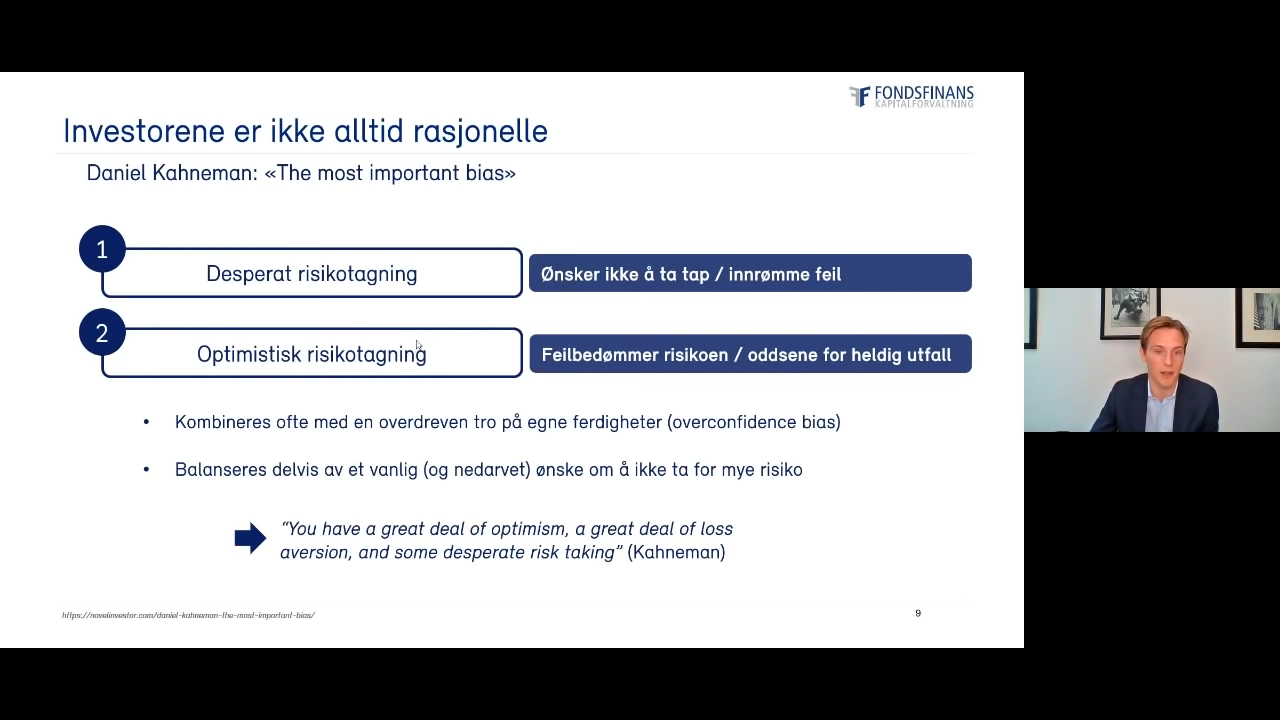 FONDSFINANS
KAPITALFORVALTNING
Investorene er ikke alltid rasjonelle
Daniel Kahneman: «The most important bias»
1
Desperat risikotagning
Ønsker ikke å ta tap / innrømme feil
2
Optimistisk risikotagning
Feilbedømmer risikoen / oddsene for heldig utfall
• Kombineres ofte med en overdreven tro på egne ferdigheter (overconfidence bias)
• Balanseres delvis av et vanlig (og nedarvet) ønske om å ikke ta for mye risiko
“You have a great deal of optimism, a great deal of loss
aversion, and some desperate risk taking” (Kahneman)
https://novelinvestor.com/daniel-kahneman-the-most-important-bias/
9